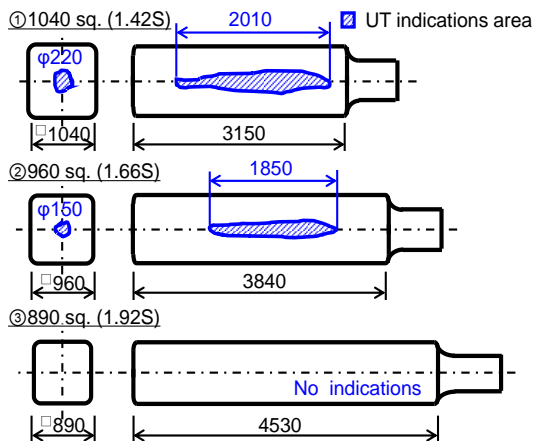 ①1040 sq. (1.42S)
2010
UT indications area
φ220
□1040
3150
②960 sq. (1.66S)
1850
φ150
□960
3840
③890 sq. (1.92S)
No indications
□890
4530